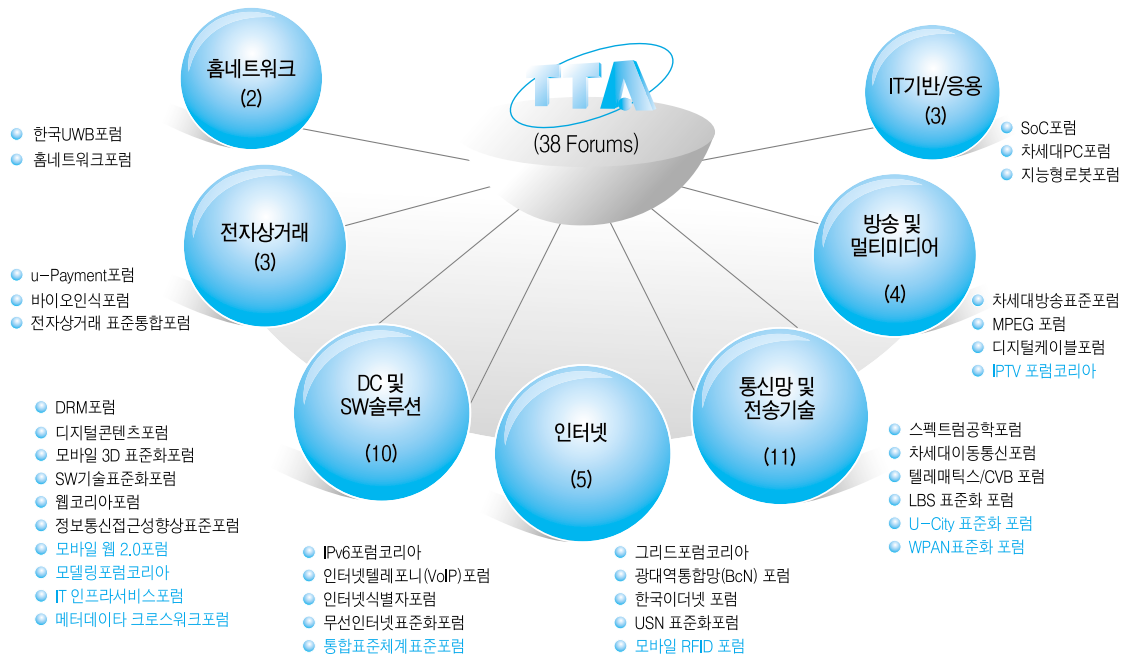 TTA
(38 Forums)
홈네트워크
(2)
한국UWB포럼
홈네트워크포럼
전자상거래
(3)
u-Payment포럼
바이오인식포럼
전자상거래 표준통합포럼
DC 및
SW솔루션
(10)
DRM포럼
디지털콘텐츠포럼
모바일 3D 표준화포럼
SW기술표준화포럼
웹코리아포럼
정보통신접근성향상표준포럼
모바일 웹 2.0포럼
모델링포럼코리아
IT 인프라서비스포럼
메터데이타 크로스워크포럼
인터넷
(5)
IPv6포럼코리아
인터넷텔레포니(VoIP)포럼
인터넷식별자포럼
무선인터넷표준화포럼
통합표준체계표준포럼
통신망 및
전송기술
(11)
그리드포럼코리아
광대역통합망(BcN) 포럼
한국이더넷 포럼
USN 표준화포럼
모바일 RFID 포럼
스펙트럼공학포럼
차세대이동통신포럼
텔레매틱스/CVB 포럼
LBS 표준화 포럼
U-City 표준화 포럼
WPAN표준화 포럼
방송 및
멀티미디어
(4)
차세대방송표준포럼
MPEG 포럼
디지털케이블포럼
IPTV 포럼코리아
IT기반/응용
(3)
SoC포럼
차세대PC포럼
지능형로봇포럼